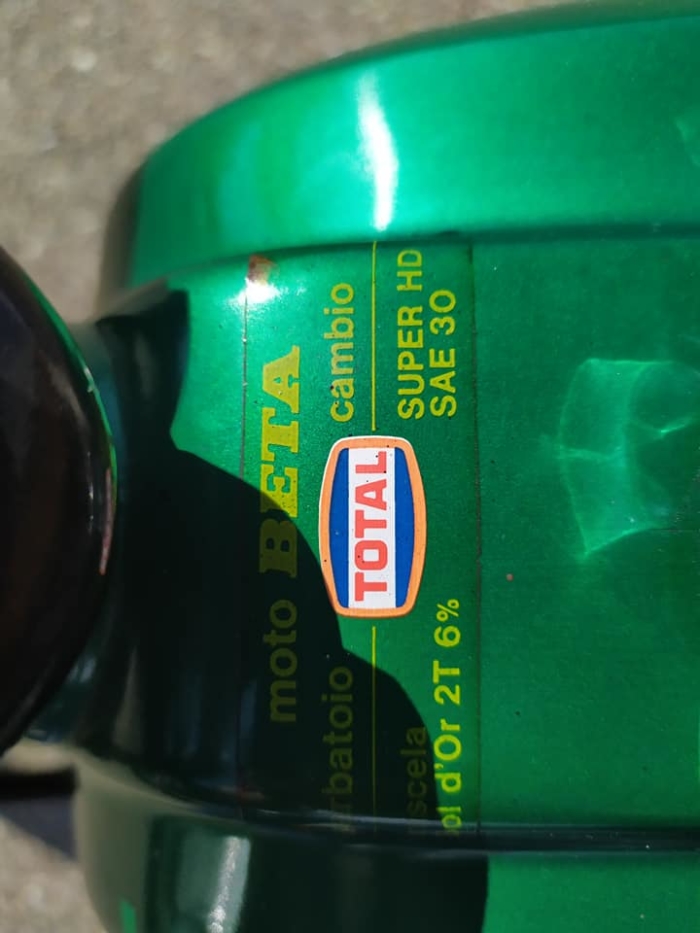 moto BETA
rbatoio
scela
ol d'Or 2T 6%
TOTAL
cambio
SUPER HD
SAE 30